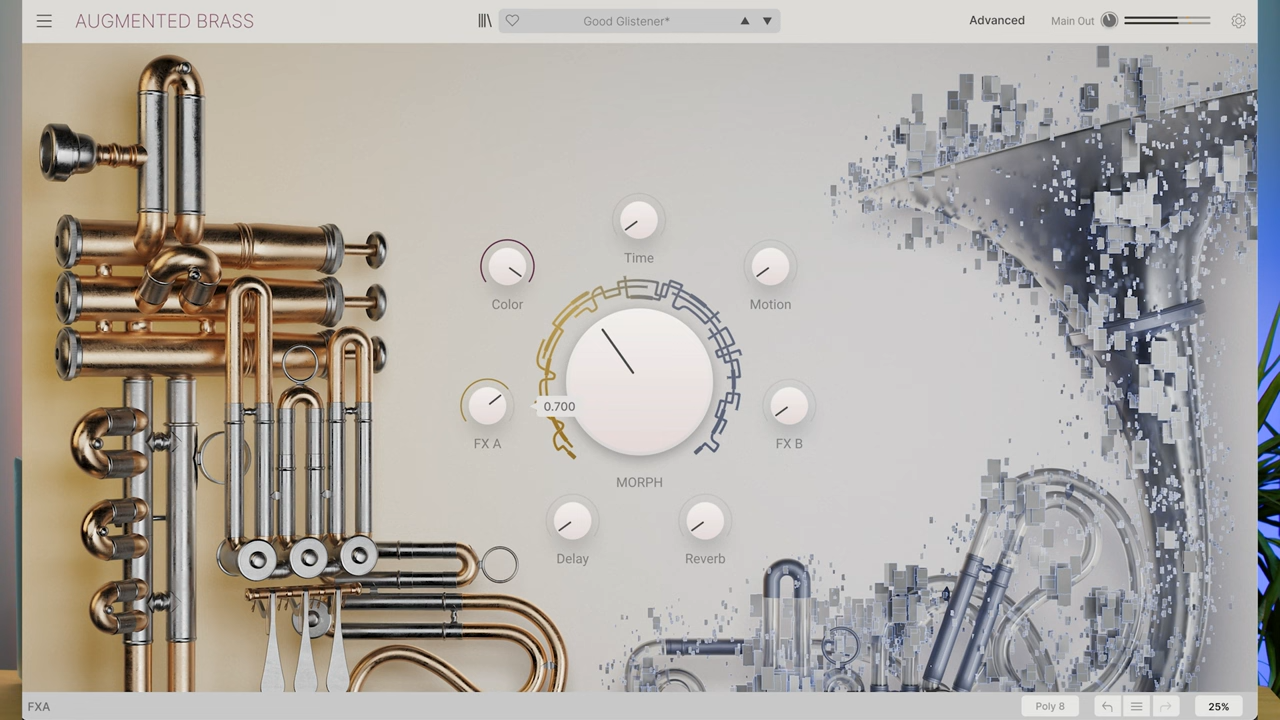 AUGMENTED BRASS
Good Glistener*
Advanced
Main Out
Time
Color
Motion
0.700
FX A
FX B
MORPH
Delay
Reverb
FXA
Poly 8
25%